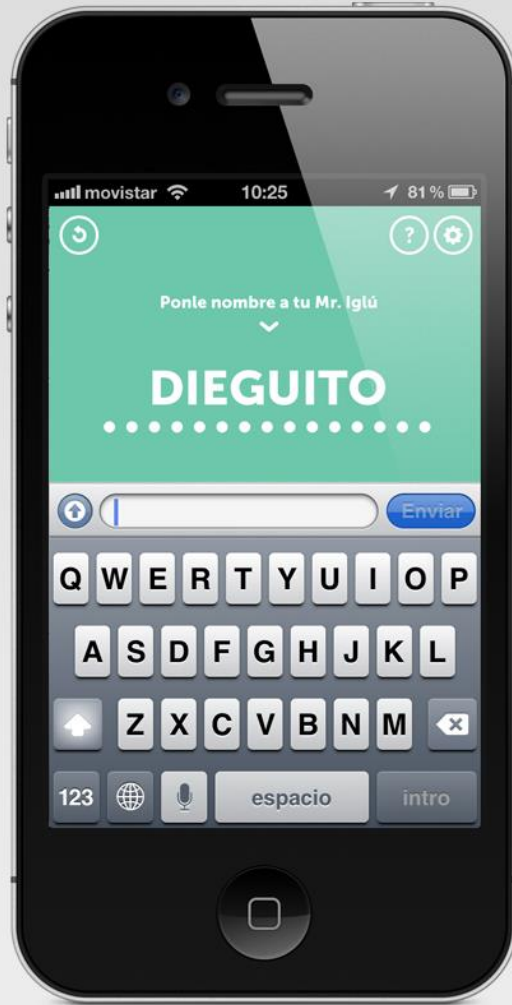 movistar 10:25 81%
?
Ponle nombre a tu Mr. Iglú
DIEGUITO
Enviar
Q W E R T Y U I O P
A S D F G H J K L
Z X C V B N M
123 espacio intro